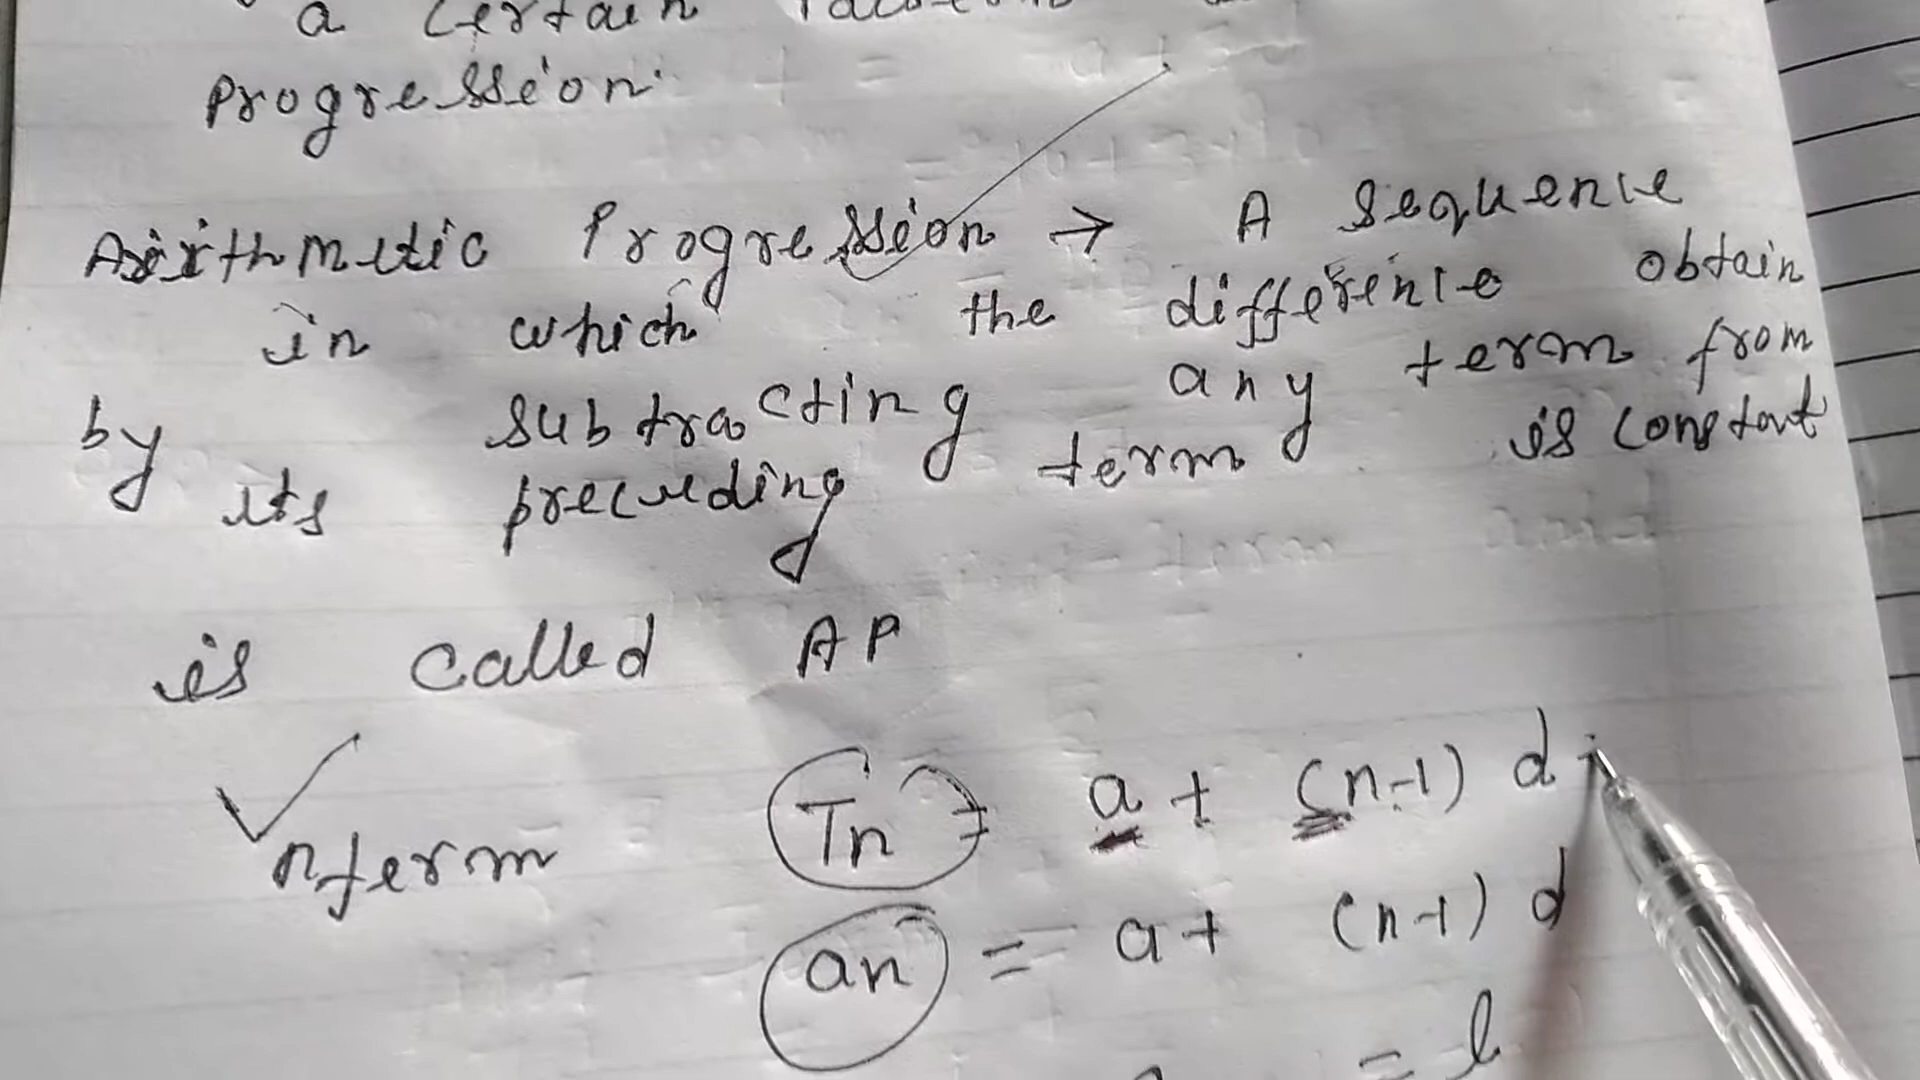 a certain
progression.
Arithmetic Progression → A sequence
in which the difference obtain
by subtracting any term from
its preceeding term is constant
is called AP
nterm Tn = a + (n-1) d
an = a + (n-1) d
= l